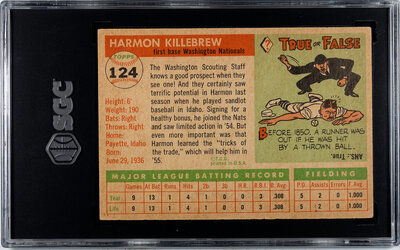 HARMON KILLEBREW
first base Washington Nationals
TOPPS
124
Height: 6'
Weight: 190
Bats: Right
Throws: Right
Home:
Payette, Idaho
Born:
June 29, 1936
The Washington Scouting Staff
knows a good prospect when they
see one! And they certainly saw
terrific potential in Harmon last
season when he played sandlot
baseball in Idaho. Signing for a
healthy bonus, he joined the Nats
and saw limited action in '54. But
even more important was that
Harmon learned the "tricks of
the trade," which will help him in
'55.
© T.C.G.
PRINTED IN U.S.A.
TRUE OR FALSE
BEFORE 1850, A RUNNER WAS
OUT IF HE WAS HIT BY
A THROWN BALL.
ANS.: True
MAJOR LEAGUE BATTING RECORD
FIELDING
Games At Bat Runs Hits 2b 3b H.R. R.B.I. B. Avg. P.O. Assists Errors F. Avg.
Year 9 13 1 4 1 0 0 3 .308 5 2 0 1.000
Life 9 13 1 4 1 0 0 3 .308 5 2 0 1.000
SGC